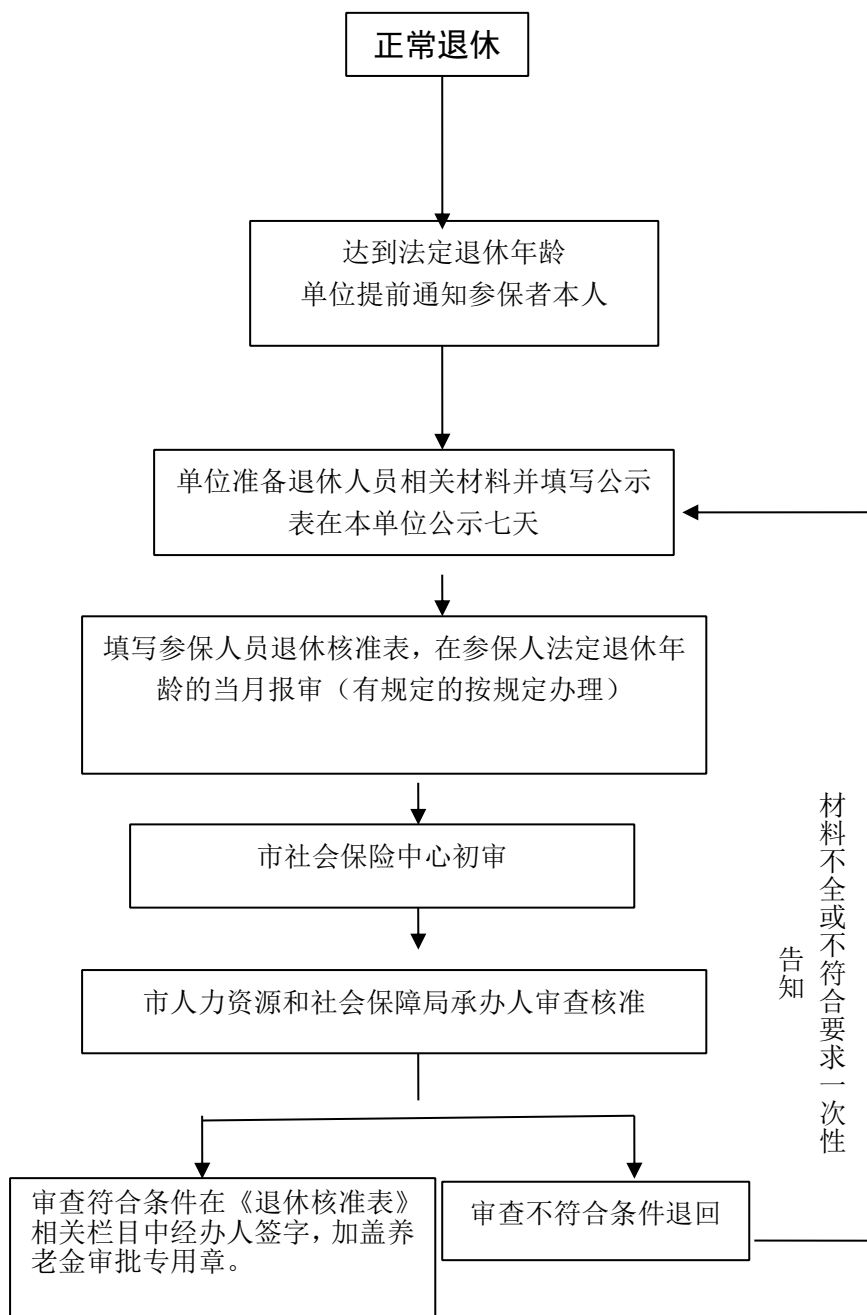 正常退休
达到法定退休年龄
单位提前通知参保者本人
单位准备退休人员相关材料并填写公示
表在本单位公示七天
填写参保人员退休核准表，在参保人法定退休年
龄的当月报审（有规定的按规定办理）
市社会保险中心初审
市人力资源和社会保障局承办人审查核准
审查符合条件在《退休核准表》
相关栏目中经办人签字，加盖养
老金审批专用章。
审查不符合条件退回
材料不全或不符合要求一次性
告知